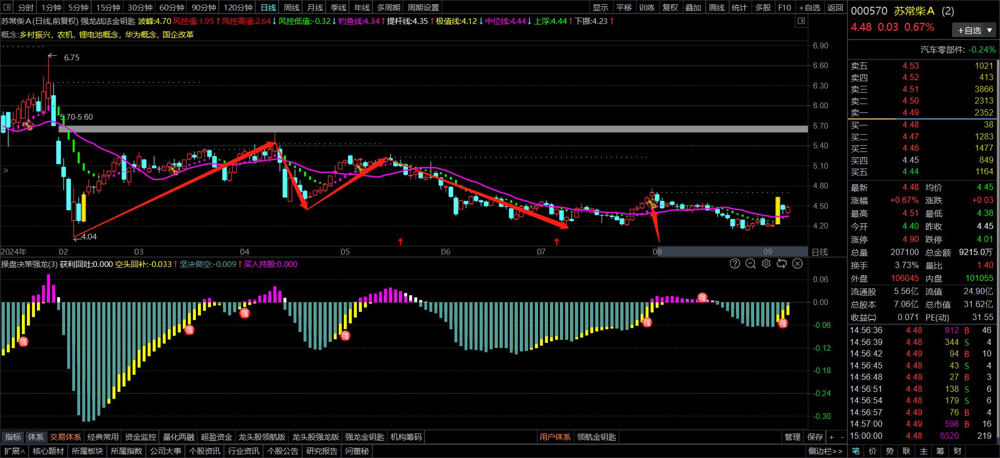 分时 1分钟 5分钟 15分钟 30分钟 60分钟 90分钟 120分钟 日线 周线 月线 季线 年线 多周期 周期设置 显示 平移 训练 复权 叠加 画线 统计 多股 F10 +自选 返回
苏常柴A(日线,前复权) 强龙战法金钥匙 波峰:4.70 风控值:1.95↑ 风控高值:2.64↓ 风控低值:-0.32↓ 钓鱼线:4.34↑ 提杆线:4.35↑ 极值线:4.12↓ 中位线:4.44↓ 上浮:4.44↑ 下挪:4.23↑
概念:乡村振兴，农机，锂电池概念，华为概念，国企改革
6.75
5.70-5.60
4.04
6.90
6.60
6.30
6.00
5.70
5.40
5.10
4.80
4.50
4.20
»
2024年 02 03 04 05 06 07 08 09 日线
操盘决策强龙(3) 获利回吐:0.000 空头回补:-0.033↑ 坚决做空:-0.009↑ 买入持股:0.000
0.06
0.00
-0.06
-0.12
-0.18
-0.24
-0.30
强
强
强
强
强
强
强
指标 体系 交易体系 经典常用 资金监控 量化两融 超盈资金 龙头股领航版 龙头股强龙版 强龙金钥匙 机构筹码 用户体系 领航金钥匙 管理 保存 + -
扩展∧ 核心题材 所属板块 所属指数 公司大事 个股资讯 行业资讯 个股公告 研究报告 问董秘 侧边栏>>
000570 苏常柴A (2)
4.48 0.03 0.67% +自选 ▼
汽车零部件: -0.24%
卖五 4.53 1021
卖四 4.52 413
卖三 4.51 3866
卖二 4.50 2313
卖一 4.49 2352
买一 4.48 38
买二 4.47 1283
买三 4.46 1477
买四 4.45 849
买五 4.44 1164
最新 4.48 均价 4.45
涨幅 +0.67% 涨跌 +0.03
最高 4.51 最低 4.38
今开 4.40 昨收 4.45
涨停 4.90 跌停 4.01
总量 207100 总金额 9215.0万
换手 3.73% 量比 1.40
外盘 106045 内盘 101055
流通股 5.56亿 流值 24.90亿
总股本 7.06亿 总市值 31.62亿
收益㈡ 0.071 PE(动) 31.55
14:56:36 4.48 912 B 46
14:56:39 4.48 344 S 4
14:56:42 4.49 94 B 10
14:56:45 4.48 43 S 4
14:56:48 4.49 27 B 3
14:56:51 4.48 138 S 6
14:56:54 4.48 179 S 6
14:56:57 4.49 76 B 4
14:57:00 4.49 598 B 16
15:00:00 4.48 6520 219
笔 价 势 联 主 筹 财